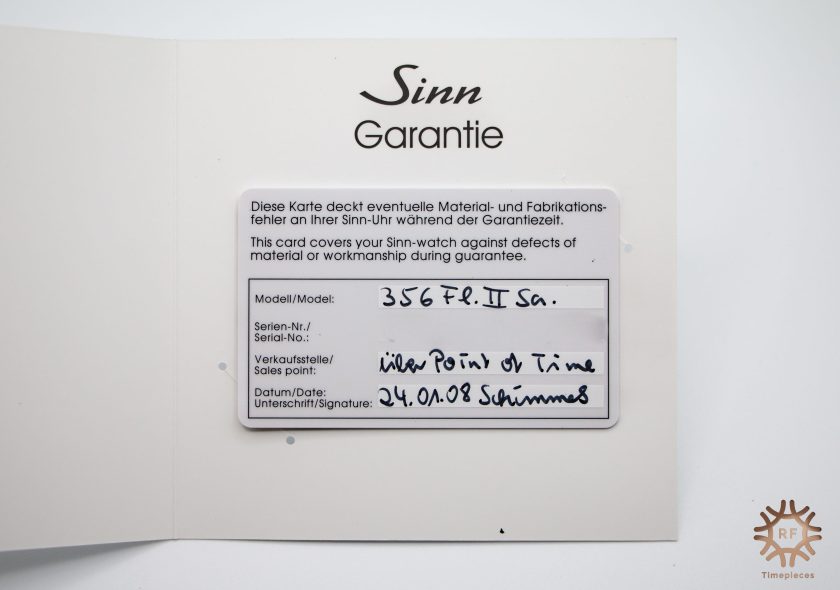 Sinn
Garantie
Diese Karte deckt eventuelle Material- und Fabrikations-
fehler an Ihrer Sinn-Uhr während der Garantiezeit.
This card covers your Sinn-watch against defects of
material or workmanship during guarantee.
Modell/Model: 356 Fl. II Sa.
Serien-Nr./
Serial-No.:
Verkaufsstelle/
Sales point: über Point of Time
Datum/Date: 24.01.08
Unterschrift/Signature:
RF
Timepieces